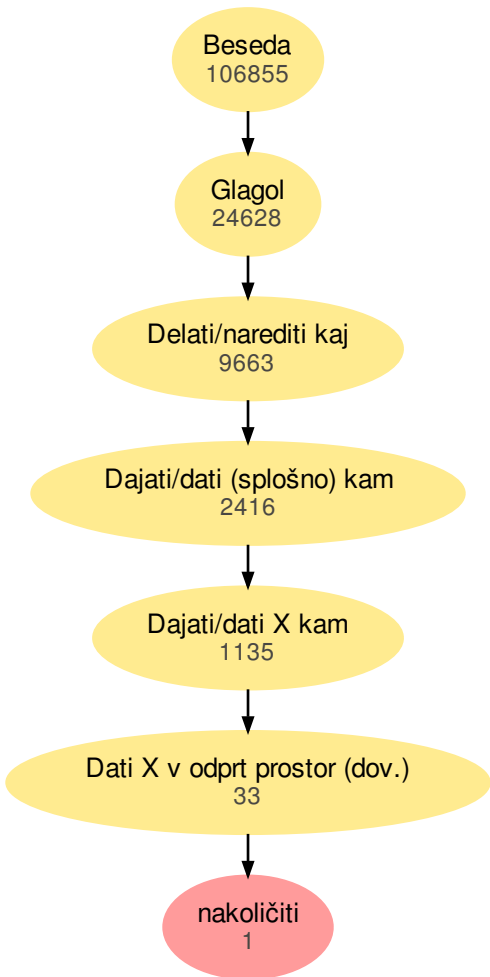 Beseda
106855
Glagol
24628
Delati/narediti kaj
9663
Dajati/dati (splošno) kam
2416
Dajati/dati X kam
1135
Dati X v odprt prostor (dov.)
33
nakoličiti
1